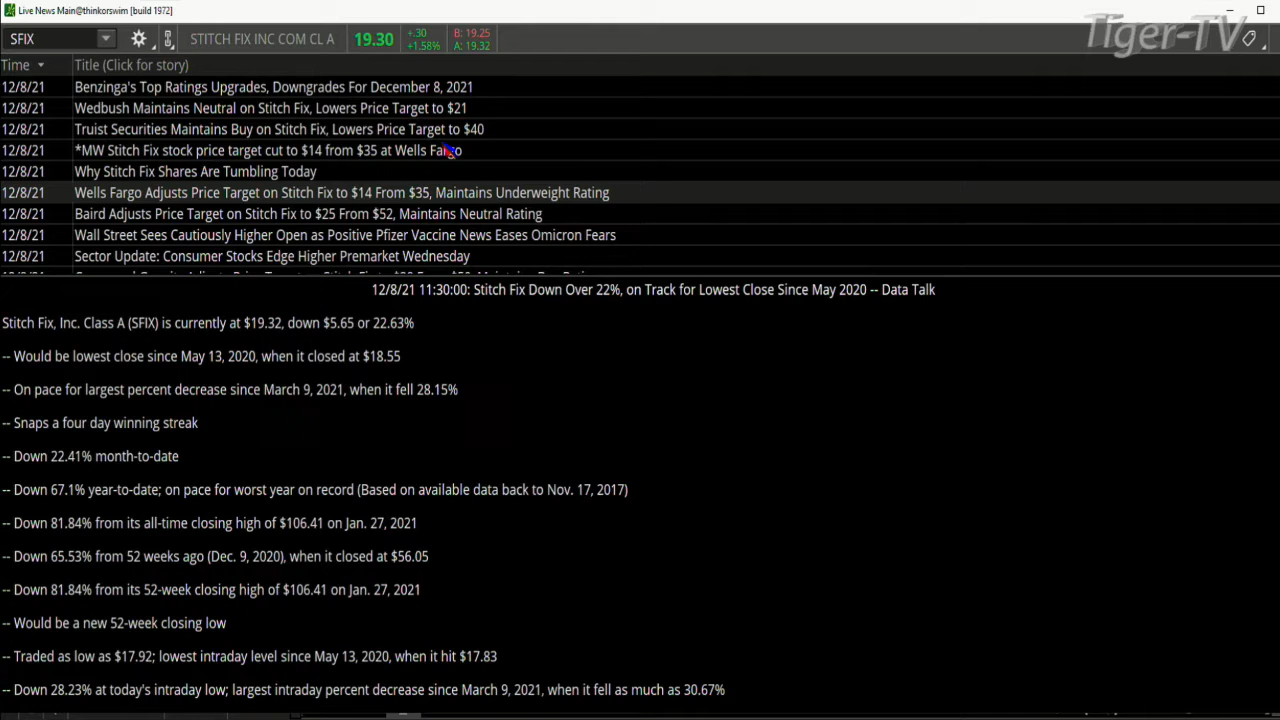 Live News Main@thinkorswim [build 1972]
Tiger-TV
SFIX STITCH FIX INC COM CL A 19.30 +.30 +1.58% B: 19.25 A: 19.32
Time Title (Click for story)
12/8/21 Benzinga's Top Ratings Upgrades, Downgrades For December 8, 2021
12/8/21 Wedbush Maintains Neutral on Stitch Fix, Lowers Price Target to $21
12/8/21 Truist Securities Maintains Buy on Stitch Fix, Lowers Price Target to $40
12/8/21 *MW Stitch Fix stock price target cut to $14 from $35 at Wells Fargo
12/8/21 Why Stitch Fix Shares Are Tumbling Today
12/8/21 Wells Fargo Adjusts Price Target on Stitch Fix to $14 From $35, Maintains Underweight Rating
12/8/21 Baird Adjusts Price Target on Stitch Fix to $25 From $52, Maintains Neutral Rating
12/8/21 Wall Street Sees Cautiously Higher Open as Positive Pfizer Vaccine News Eases Omicron Fears
12/8/21 Sector Update: Consumer Stocks Edge Higher Premarket Wednesday
12/8/21 11:30:00: Stitch Fix Down Over 22%, on Track for Lowest Close Since May 2020 -- Data Talk
Stitch Fix, Inc. Class A (SFIX) is currently at $19.32, down $5.65 or 22.63%
-- Would be lowest close since May 13, 2020, when it closed at $18.55
-- On pace for largest percent decrease since March 9, 2021, when it fell 28.15%
-- Snaps a four day winning streak
-- Down 22.41% month-to-date
-- Down 67.1% year-to-date; on pace for worst year on record (Based on available data back to Nov. 17, 2017)
-- Down 81.84% from its all-time closing high of $106.41 on Jan. 27, 2021
-- Down 65.53% from 52 weeks ago (Dec. 9, 2020), when it closed at $56.05
-- Down 81.84% from its 52-week closing high of $106.41 on Jan. 27, 2021
-- Would be a new 52-week closing low
-- Traded as low as $17.92; lowest intraday level since May 13, 2020, when it hit $17.83
-- Down 28.23% at today's intraday low; largest intraday percent decrease since March 9, 2021, when it fell as much as 30.67%